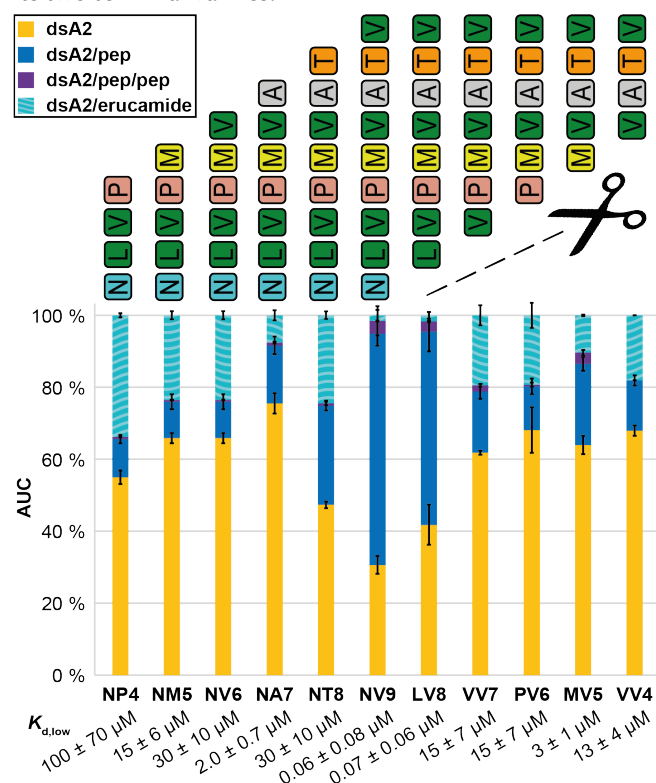 dsA2
dsA2/pep
dsA2/pep/pep
dsA2/erucamide
N L V P
N L V P M
N L V P M V
N L V P M V A
N L V P M V A T
N L V P M V A T V
L V P M V A T V
V P M V A T V
P M V A T V
M V A T V
V A T V
AUC
100 %
80 %
60 %
40 %
20 %
0 %
NP4 NM5 NV6 NA7 NT8 NV9 LV8 VV7 PV6 MV5 VV4
Kd,low
100 ± 70 µM
15 ± 6 µM
30 ± 10 µM
2.0 ± 0.7 µM
30 ± 10 µM
0.06 ± 0.08 µM
0.07 ± 0.06 µM
15 ± 7 µM
15 ± 7 µM
3 ± 1 µM
13 ± 4 µM